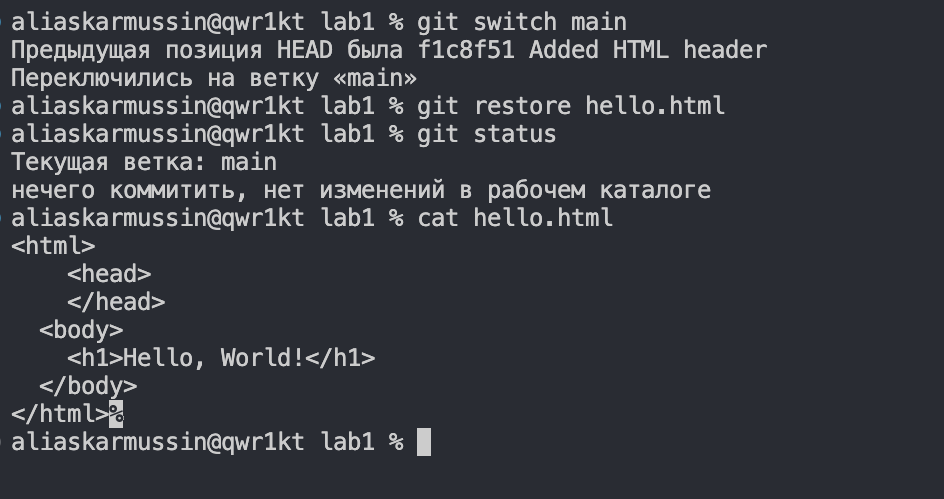 aliaskarmussin@qwr1kt lab1 % git switch main
Предыдущая позиция HEAD была f1c8f51 Added HTML header
Переключились на ветку «main»
aliaskarmussin@qwr1kt lab1 % git restore hello.html
aliaskarmussin@qwr1kt lab1 % git status
Текущая ветка: main
нечего коммитить, нет изменений в рабочем каталоге
aliaskarmussin@qwr1kt lab1 % cat hello.html
<html>
    <head>
    </head>
  <body>
    <h1>Hello, World!</h1>
  </body>
</html>%
aliaskarmussin@qwr1kt lab1 %